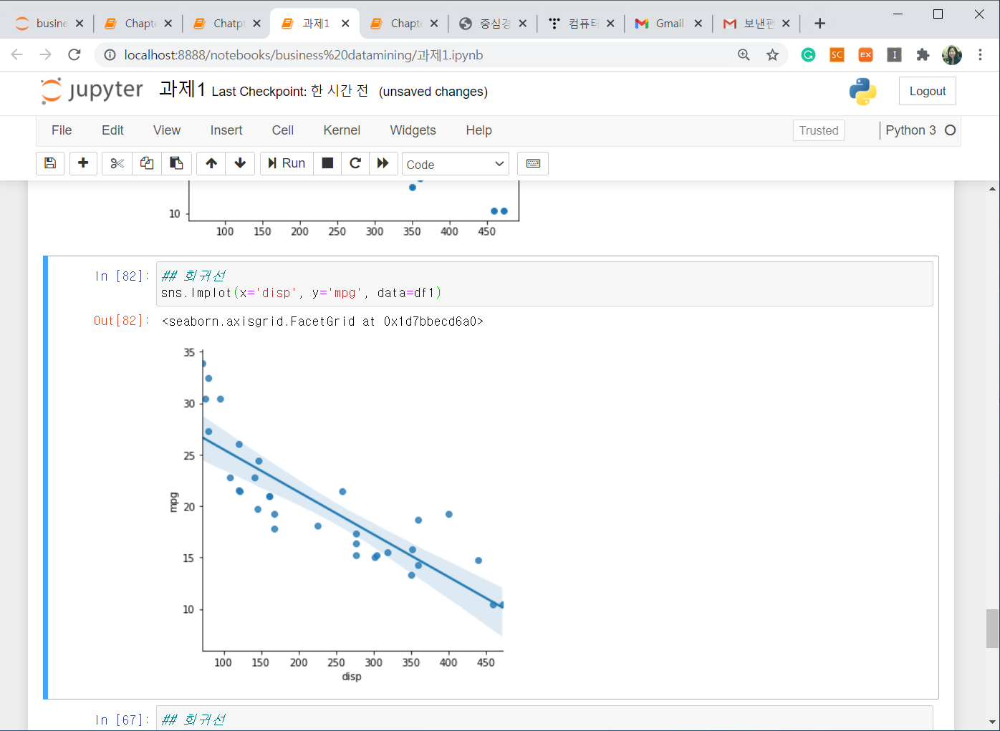 busine
Chapt
Chatpt
과제1
Chapt
중심경
컴퓨터
Gmail
보낸편
localhost:8888/notebooks/business%20datamining/과제1.ipynb
SC
EX
I
jupyter 과제1 Last Checkpoint: 한 시간 전 (unsaved changes)
Logout
File Edit View Insert Cell Kernel Widgets Help
Trusted
Python 3
Run
Code
10
100 150 200 250 300 350 400 450
In [82]: ## 회귀선
sns.lmplot(x='disp', y='mpg', data=df1)
Out[82]: <seaborn.axisgrid.FacetGrid at 0x1d7bbecd6a0>
35
30
25
mpg
20
15
10
100 150 200 250 300 350 400 450
disp
In [67]: ## 회귀선